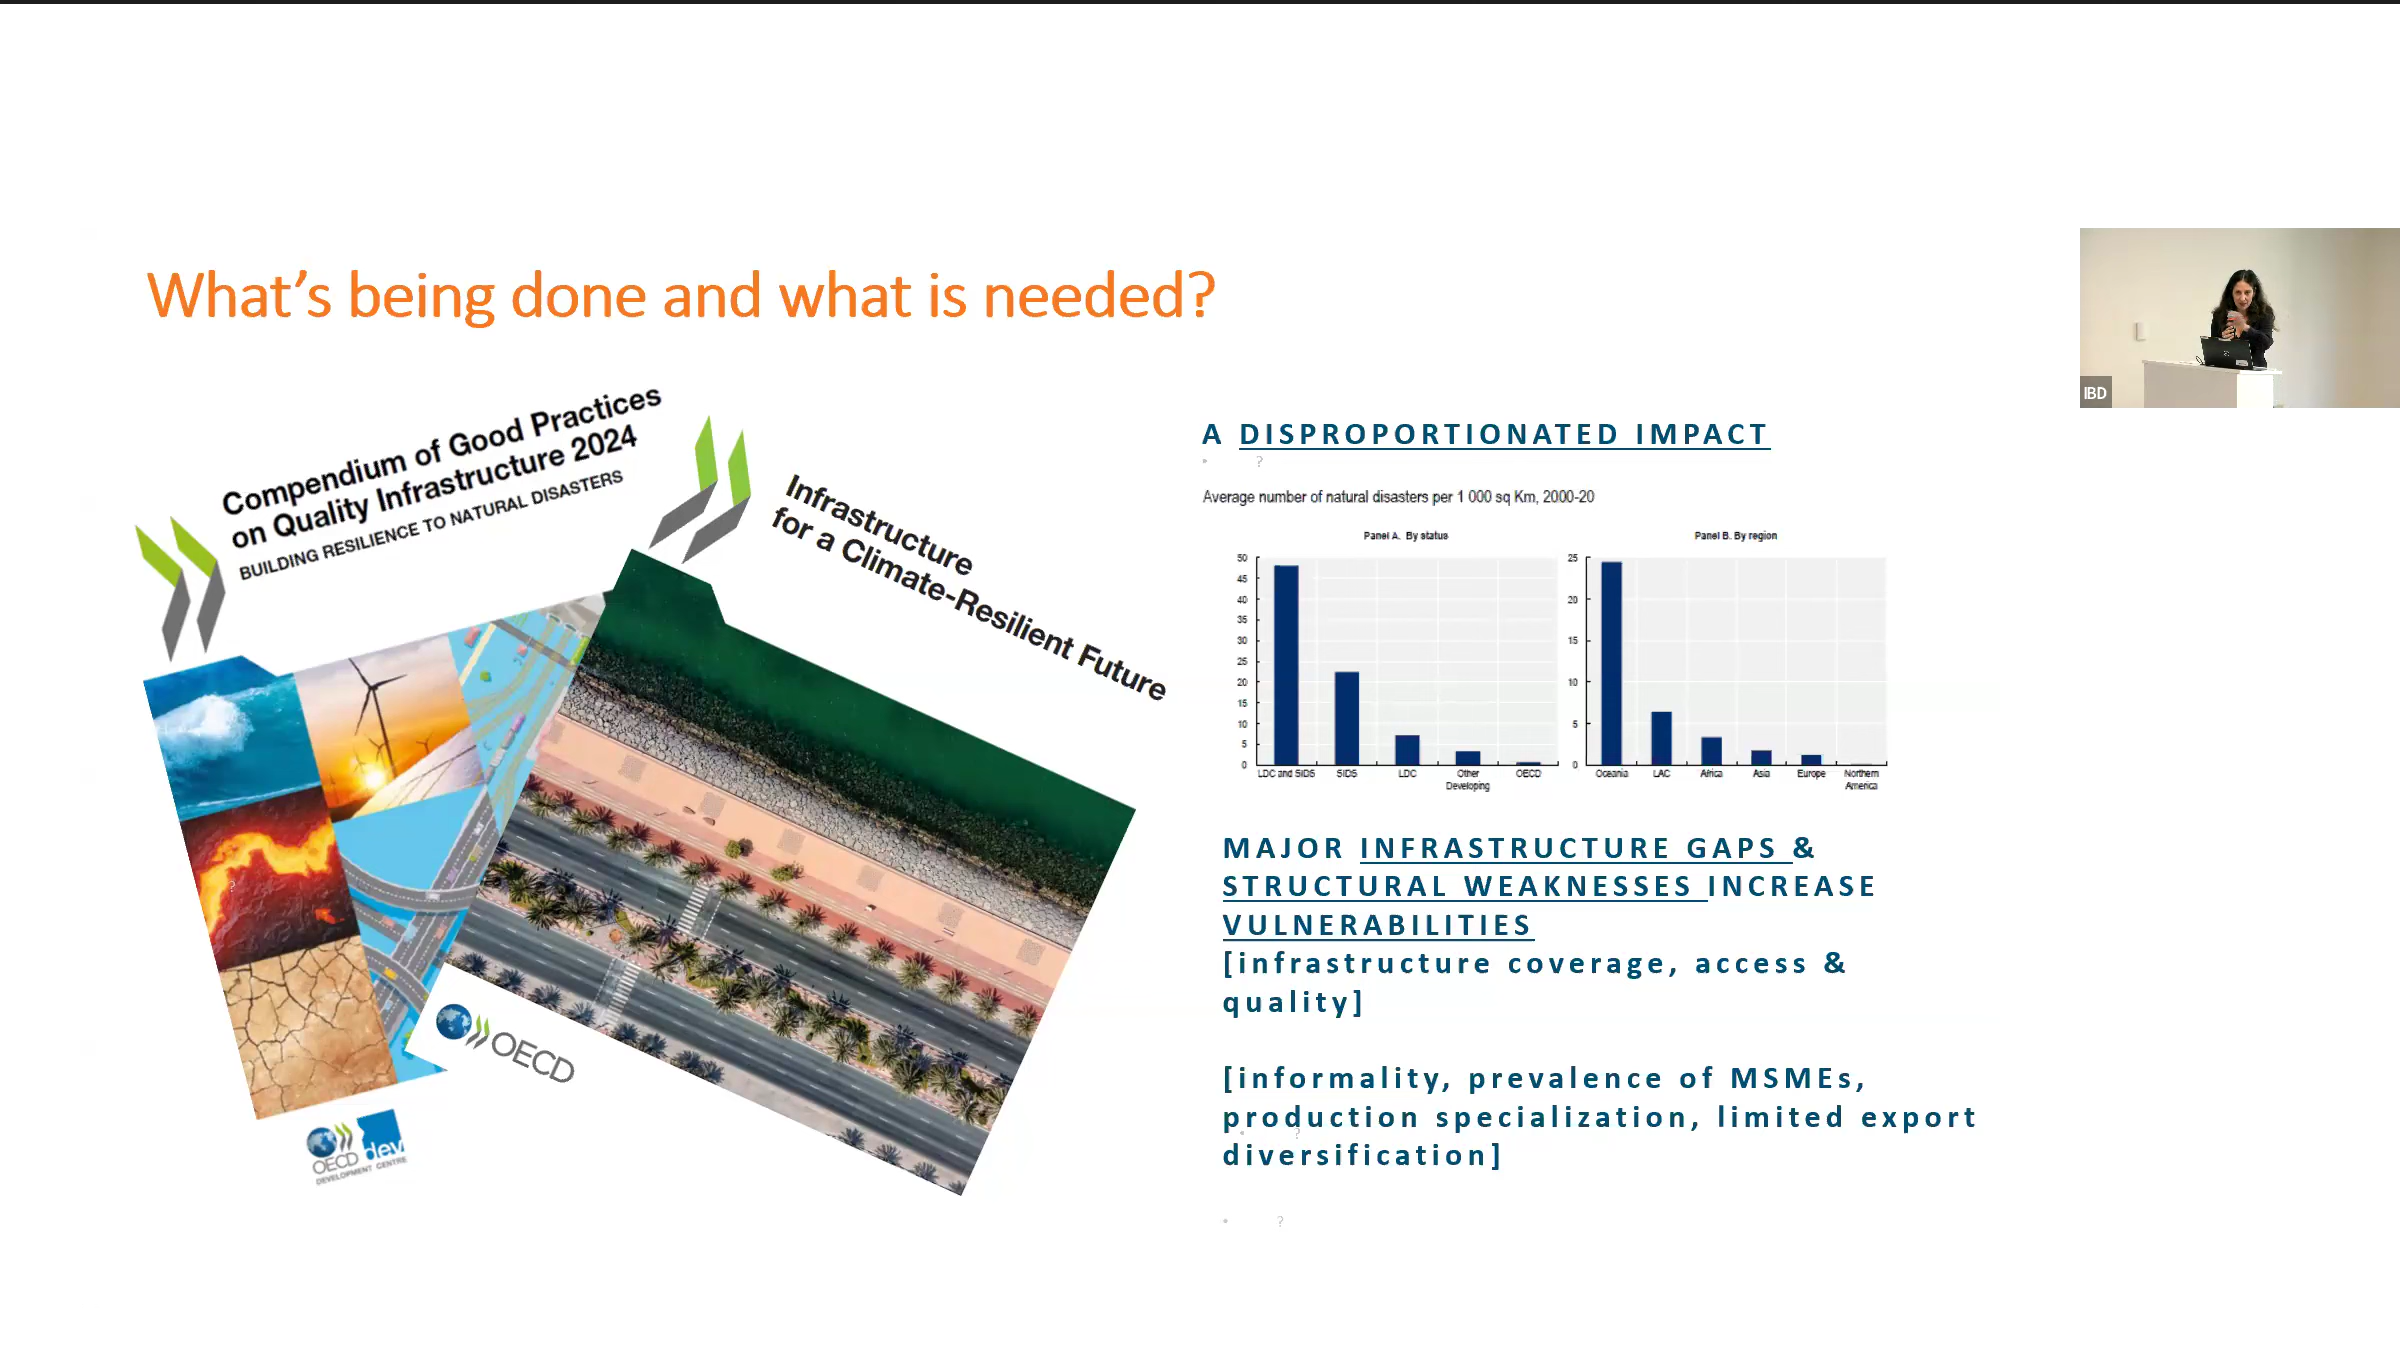 What's being done and what is needed?
IBD
Compendium of Good Practices
on Quality Infrastructure 2024
BUILDING RESILIENCE TO NATURAL DISASTERS
Infrastructure
for a Climate-Resilient Future
OECD
OECD dev
DEVELOPMENT CENTRE
?
A DISPROPORTIONATED IMPACT
• ?
Average number of natural disasters per 1 000 sq Km, 2000-20
Panel A. By status
50
45
40
35
30
25
20
15
10
5
0
LDC and SIDS SIDS LDC Other Developing OECD
Panel B. By region
25
20
15
10
5
0
Oceania LAC Africa Asia Europe Northern America
MAJOR INFRASTRUCTURE GAPS &
STRUCTURAL WEAKNESSES INCREASE
VULNERABILITIES
[infrastructure coverage, access &
quality]
[informality, prevalence of MSMEs,
production specialization, limited export
• ?
diversification]
• ?